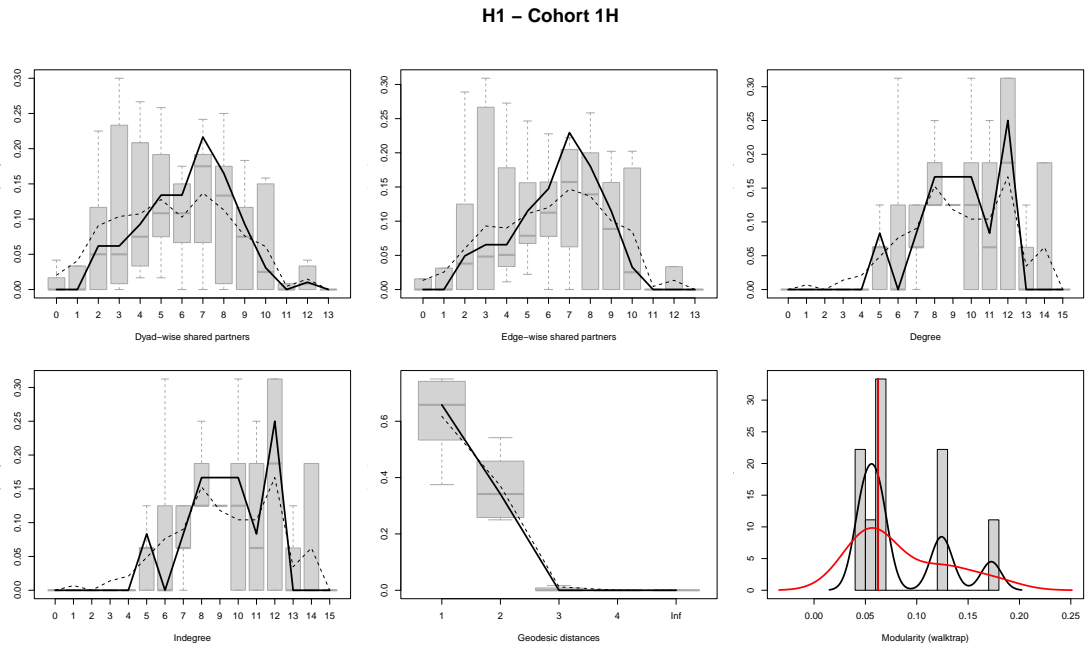 H1 − Cohort 1H
0.00 0.05 0.10 0.15 0.20 0.25 0.30
0 1 2 3 4 5 6 7 8 9 10 11 12 13
Dyad−wise shared partners
0.00 0.05 0.10 0.15 0.20 0.25 0.30
0 1 2 3 4 5 6 7 8 9 10 11 12 13
Edge−wise shared partners
0.00 0.05 0.10 0.15 0.20 0.25 0.30
0 1 2 3 4 5 6 7 8 9 10 11 12 13 14 15
Degree
0.00 0.05 0.10 0.15 0.20 0.25 0.30
0 1 2 3 4 5 6 7 8 9 10 11 12 13 14 15
Indegree
0.0 0.2 0.4 0.6
1 2 3 4 Inf
Geodesic distances
0 5 10 15 20 25 30
0.00 0.05 0.10 0.15 0.20 0.25
Modularity (walktrap)